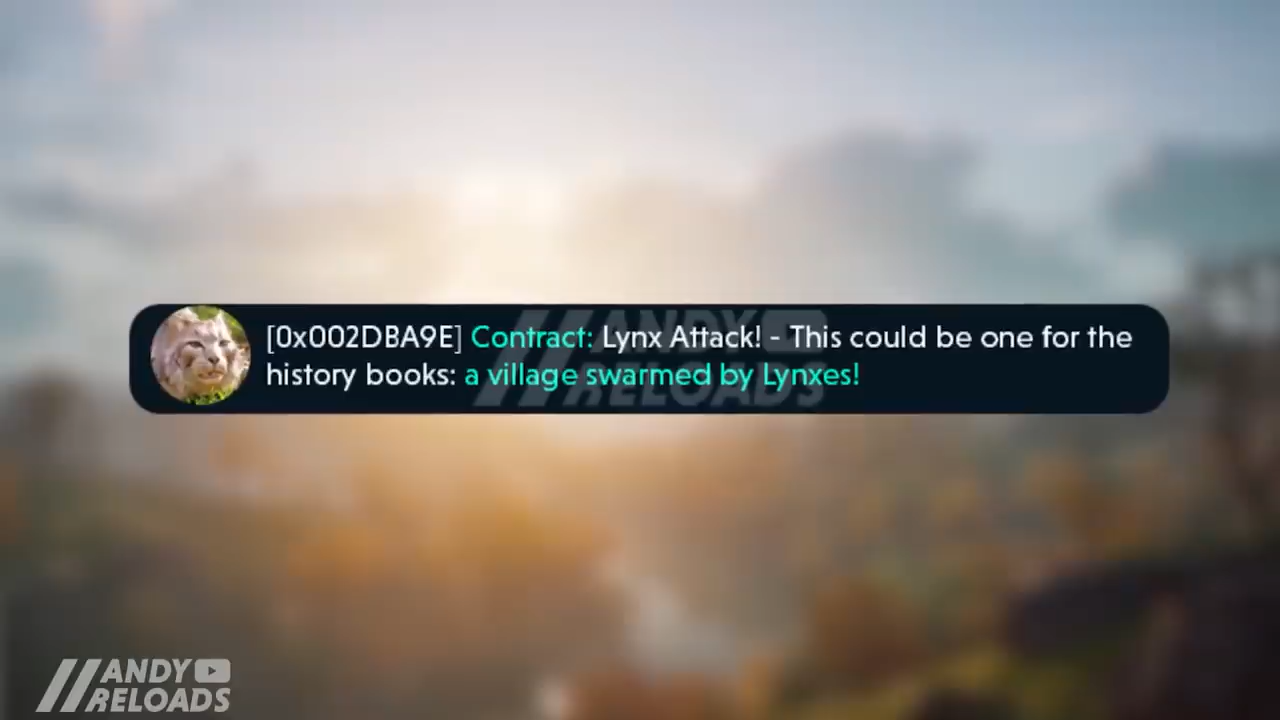 [0x002DBA9E] Contract: Lynx Attack! - This could be one for the
history books: a village swarmed by Lynxes!
//ANDY
RELOADS
//ANDY
RELOADS